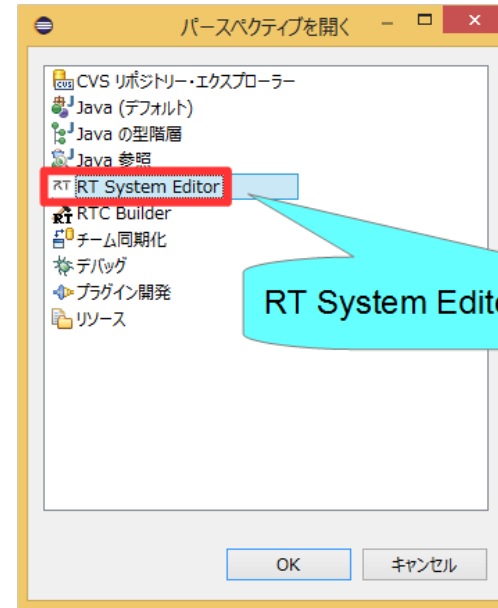 パースペクティブを開く
CVS リポジトリー・エクスプローラー
Java (デフォルト)
Java の型階層
Java 参照
RT System Editor
RTC Builder
チーム同期化
デバッグ
プラグイン開発
リソース
RT System Edit
OK
キャンセル